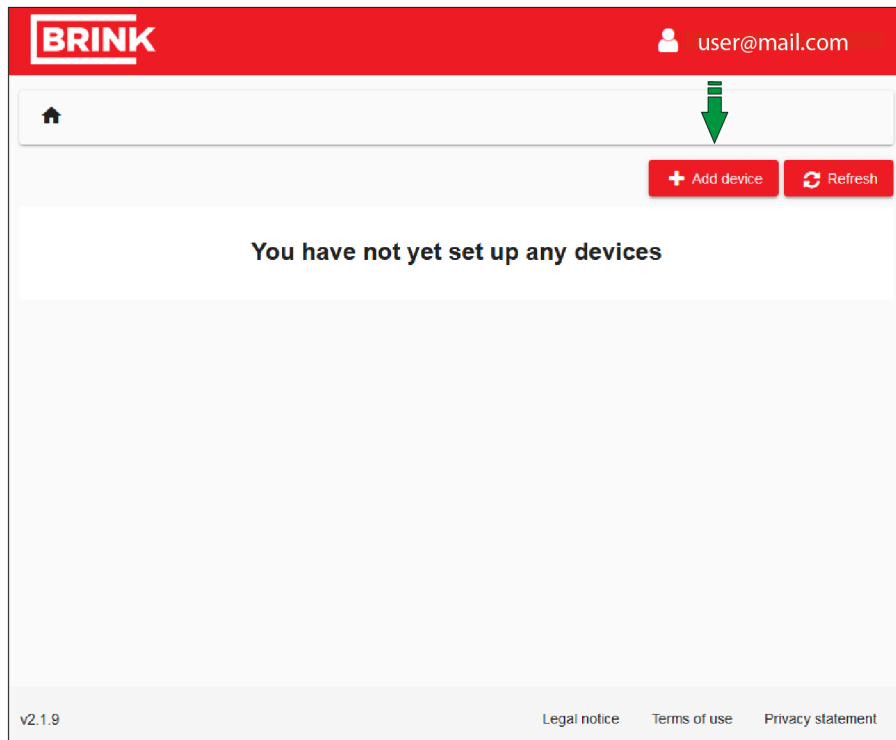 BRINK
user@mail.com
Add device
Refresh
You have not yet set up any devices
v2.1.9
Legal notice
Terms of use
Privacy statement